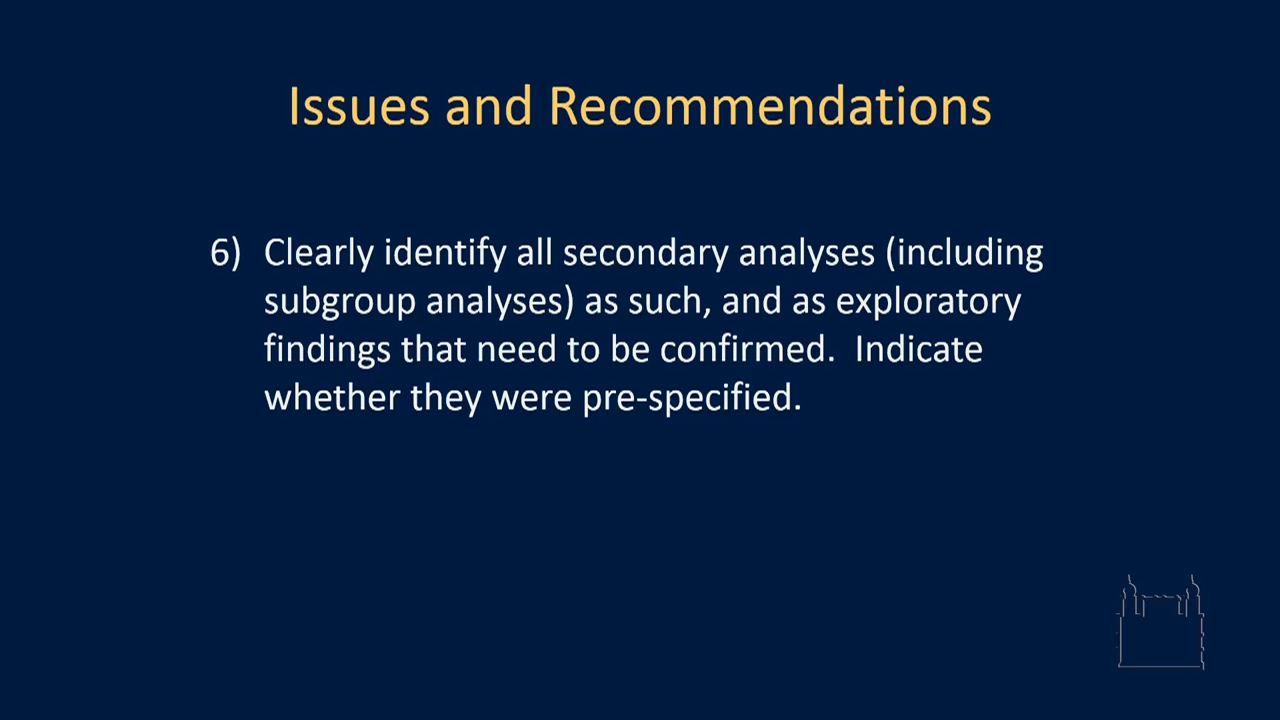 Issues and Recommendations
6) Clearly identify all secondary analyses (including
subgroup analyses) as such, and as exploratory
findings that need to be confirmed.  Indicate
whether they were pre-specified.